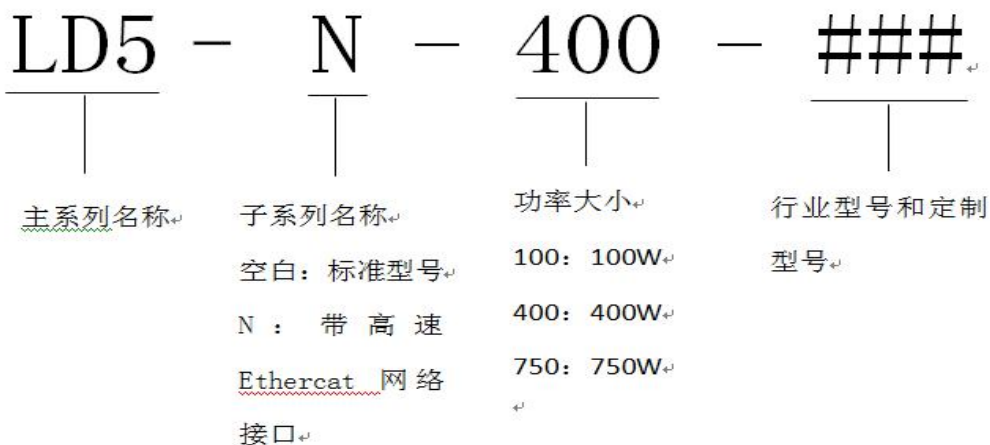 LD5 - N - 400 - ###
主系列名称
子系列名称
空白：标准型号
N：带高速
Ethercat 网络
接口
功率大小
100：100W
400：400W
750：750W
行业型号和定制
型号